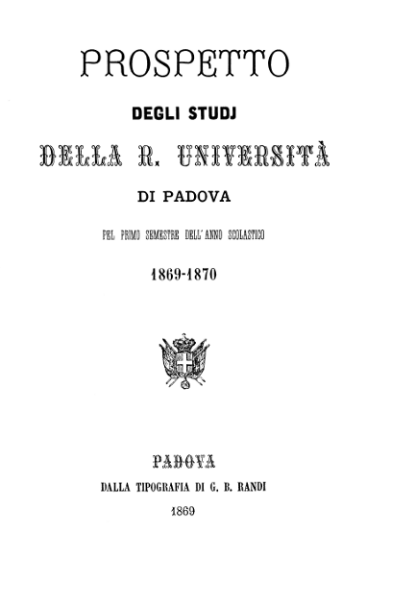 PROSPETTO
DEGLI STUDJ
DELLA R. UNIVERSITÀ
DI PADOVA
PEL PRIMO SEMESTRE DELL'ANNO SCOLASTICO
1869-1870
PADOVA
DALLA TIPOGRAFIA DI G. B. RANDI
1869